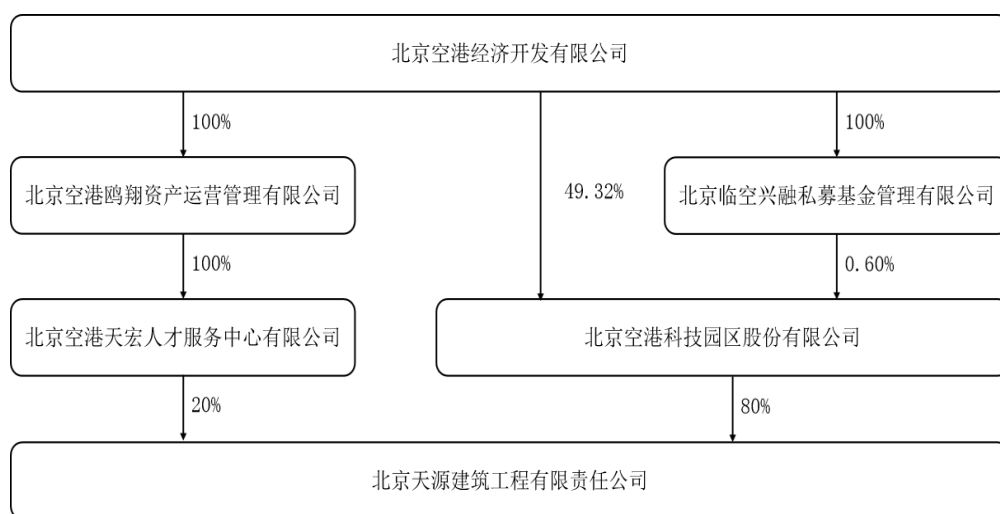 北京空港经济开发有限公司
100%
100%
北京空港鸥翔资产运营管理有限公司
49.32%
北京临空兴融私募基金管理有限公司
100%
0.60%
北京空港天宏人才服务中心有限公司
北京空港科技园区股份有限公司
20%
80%
北京天源建筑工程有限责任公司